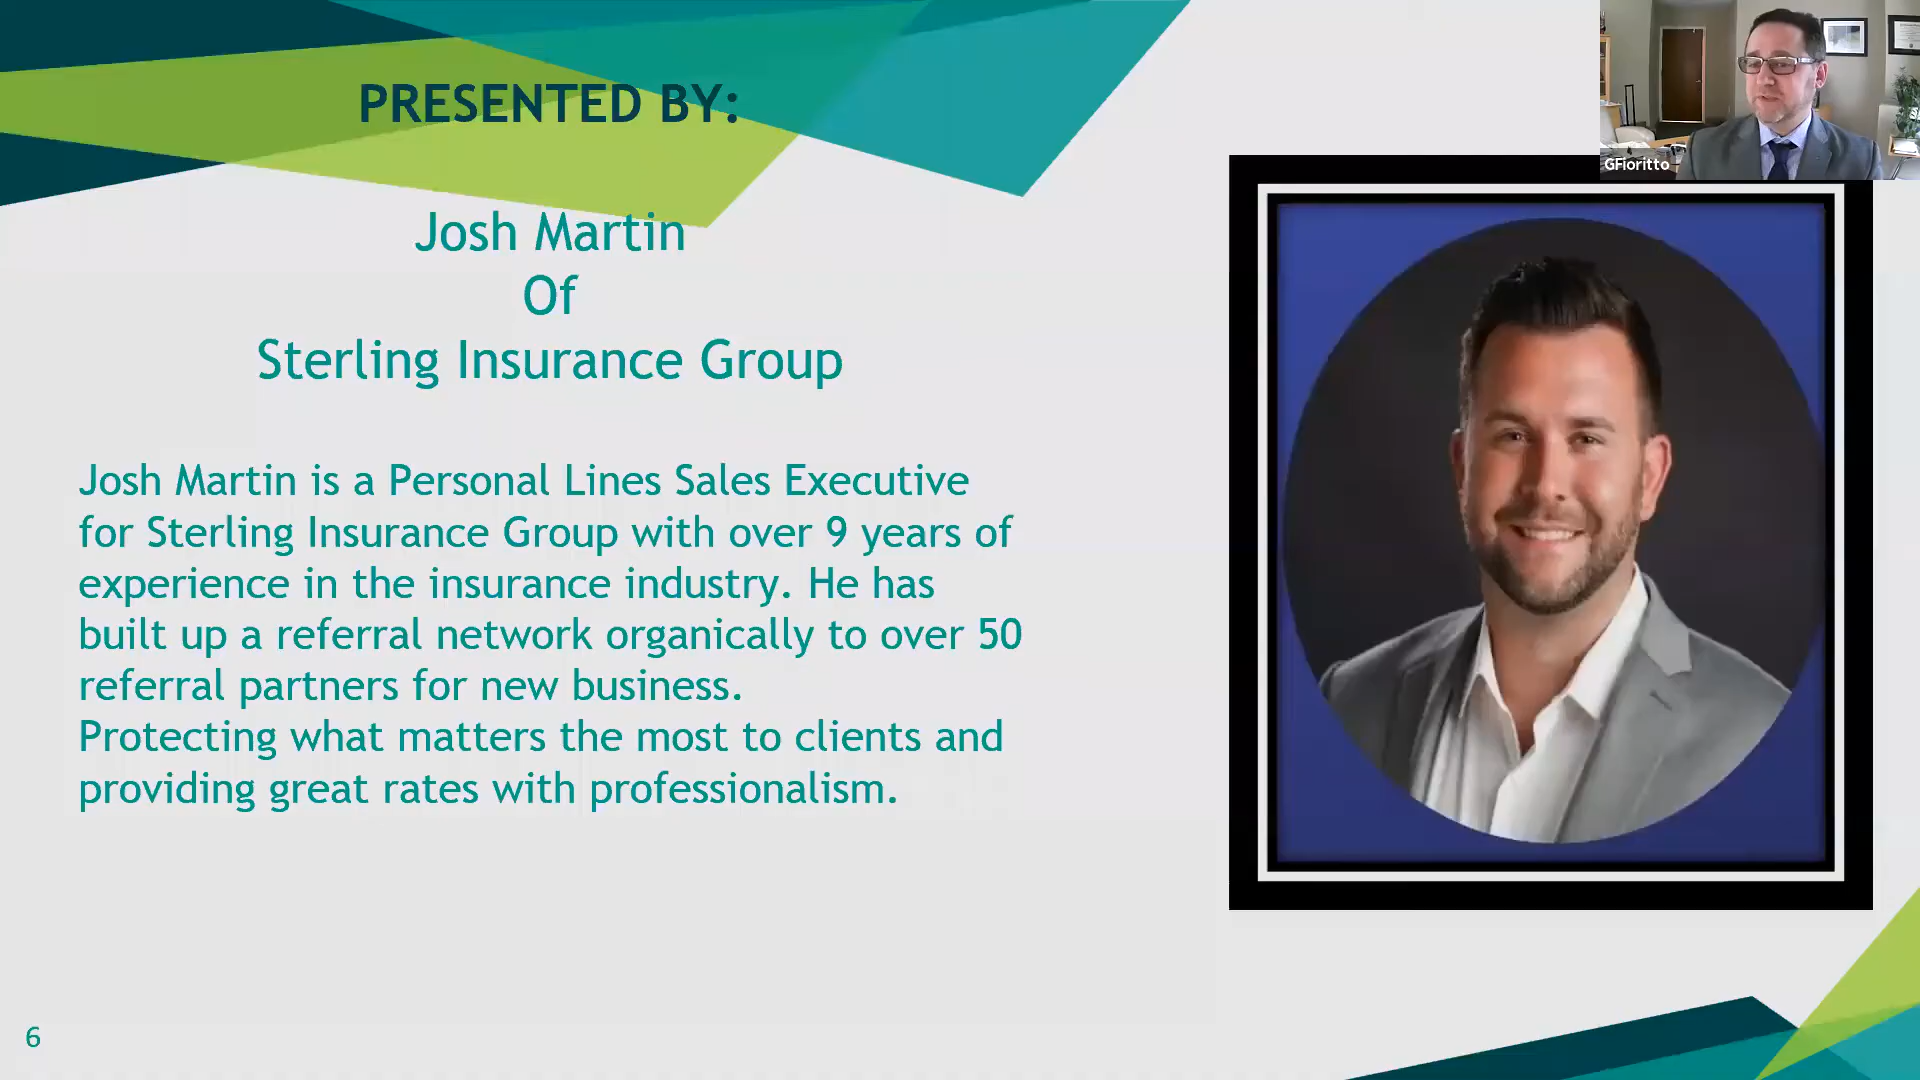 PRESENTED BY:
GFioritto
Josh Martin
Of
Sterling Insurance Group
Josh Martin is a Personal Lines Sales Executive
for Sterling Insurance Group with over 9 years of
experience in the insurance industry. He has
built up a referral network organically to over 50
referral partners for new business.
Protecting what matters the most to clients and
providing great rates with professionalism.
6